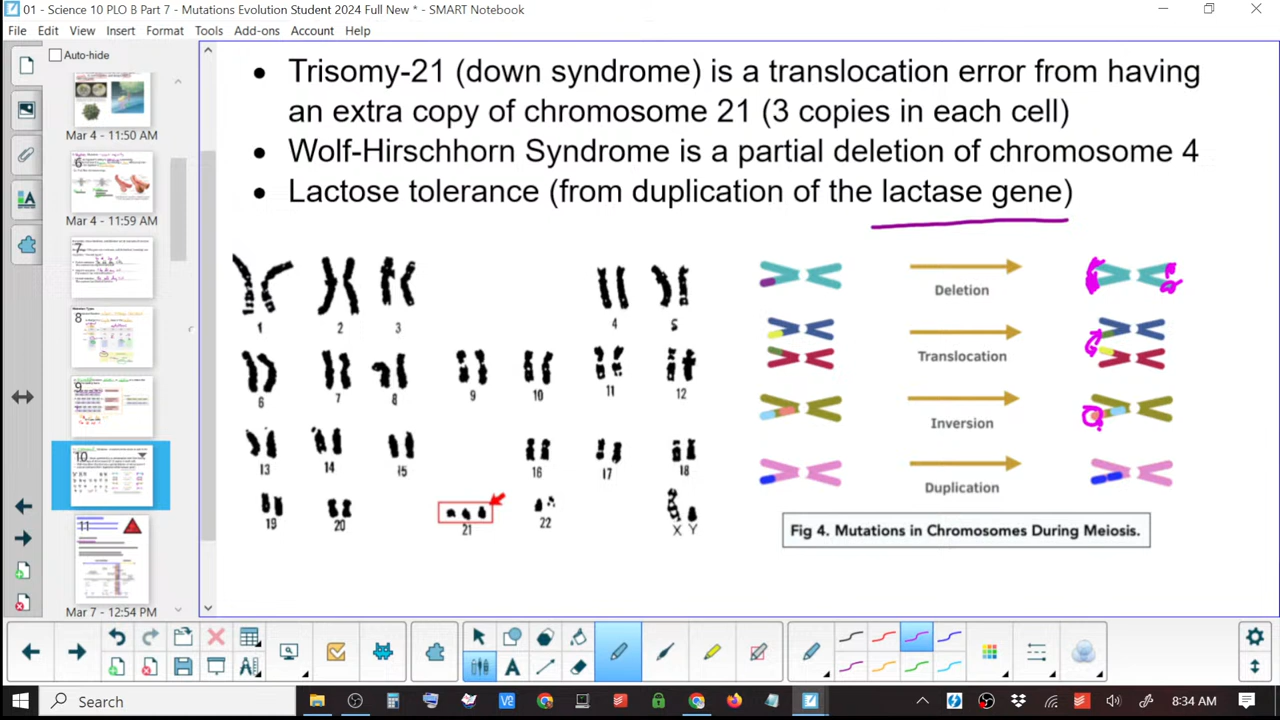 01 - Science 10 PLO B Part 7 - Mutations Evolution Student 2024 Full New * - SMART Notebook
File Edit View Insert Format Tools Add-ons Account Help
Auto-hide
Mar 4 - 11:50 AM
6
Mar 4 - 11:59 AM
7
8
9
10
11
Mar 7 - 12:54 PM
• Trisomy-21 (down syndrome) is a translocation error from having
an extra copy of chromosome 21 (3 copies in each cell)
• Wolf-Hirschhorn Syndrome is a partial deletion of chromosome 4
• Lactose tolerance (from duplication of the lactase gene)
1 2 3 4 5
6 7 8 9 10 11 12
13 14 15 16 17 18
19 20 21 22 X Y
Deletion
Translocation
Inversion
Duplication
Fig 4. Mutations in Chromosomes During Meiosis.
Search
8:34 AM